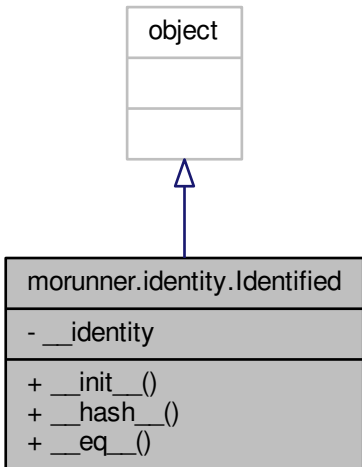 object
morunner.identity.Identified
- __identity
+ __init__()
+ __hash__()
+ __eq__()